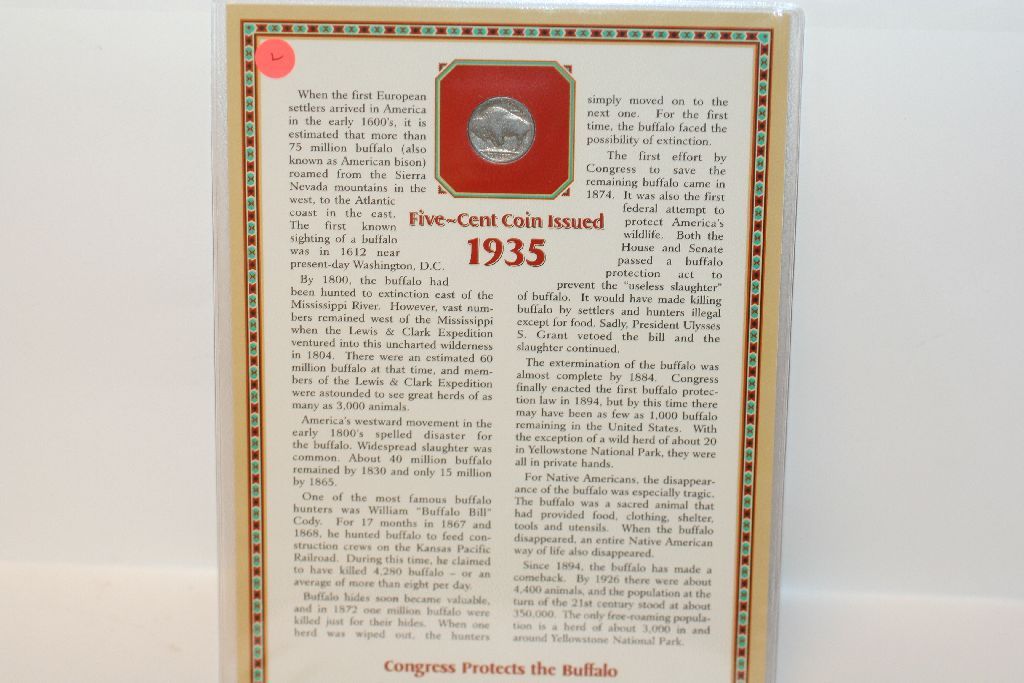 When the first European
settlers arrived in America
in the early 1600's, it is
estimated that more than
75 million buffalo (also
known as American bison)
roamed from the Sierra
Nevada mountains in the
west, to the Atlantic
coast in the east.
The first known
sighting of a buffalo
was in 1612 near
present-day Washington, D.C.
By 1800, the buffalo had
been hunted to extinction east of the
Mississippi River. However, vast num-
bers remained west of the Mississippi
when the Lewis & Clark Expedition
ventured into this uncharted wilderness
in 1804. There were an estimated 60
million buffalo at that time, and mem-
bers of the Lewis & Clark Expedition
were astounded to see great herds of as
many as 3,000 animals.
America's westward movement in the
early 1800's spelled disaster for
the buffalo. Widespread slaughter was
common. About 40 million buffalo
remained by 1830 and only 15 million
by 1865.
One of the most famous buffalo
hunters was William "Buffalo Bill"
Cody. For 17 months in 1867 and
1868, he hunted buffalo to feed con-
struction crews on the Kansas Pacific
Railroad. During this time, he claimed
to have killed 4,280 buffalo – or an
average of more than eight per day.
Buffalo hides soon became valuable,
and in 1872 one million buffalo were
killed just for their hides. When one
herd was wiped out, the hunters
Five~Cent Coin Issued
1935
simply moved on to the
next one. For the first
time, the buffalo faced the
possibility of extinction.
The first effort by
Congress to save the
remaining buffalo came in
1874. It was also the first
federal attempt to
protect America's
wildlife. Both the
House and Senate
passed a buffalo
protection act to
prevent the "useless slaughter"
of buffalo. It would have made killing
buffalo by settlers and hunters illegal
except for food. Sadly, President Ulysses
S. Grant vetoed the bill and the
slaughter continued.
The extermination of the buffalo was
almost complete by 1884. Congress
finally enacted the first buffalo protec-
tion law in 1894, but by this time there
may have been as few as 1,000 buffalo
remaining in the United States. With
the exception of a wild herd of about 20
in Yellowstone National Park, they were
all in private hands.
For Native Americans, the disappear-
ance of the buffalo was especially tragic.
The buffalo was a sacred animal that
had provided food, clothing, shelter,
tools and utensils. When the buffalo
disappeared, an entire Native American
way of life also disappeared.
Since 1894, the buffalo has made a
comeback. By 1926 there were about
4,400 animals, and the population at the
turn of the 21st century stood at about
350,000. The only free-roaming popula-
tion is a herd of about 3,000 in and
around Yellowstone National Park.
Congress Protects the Buffalo